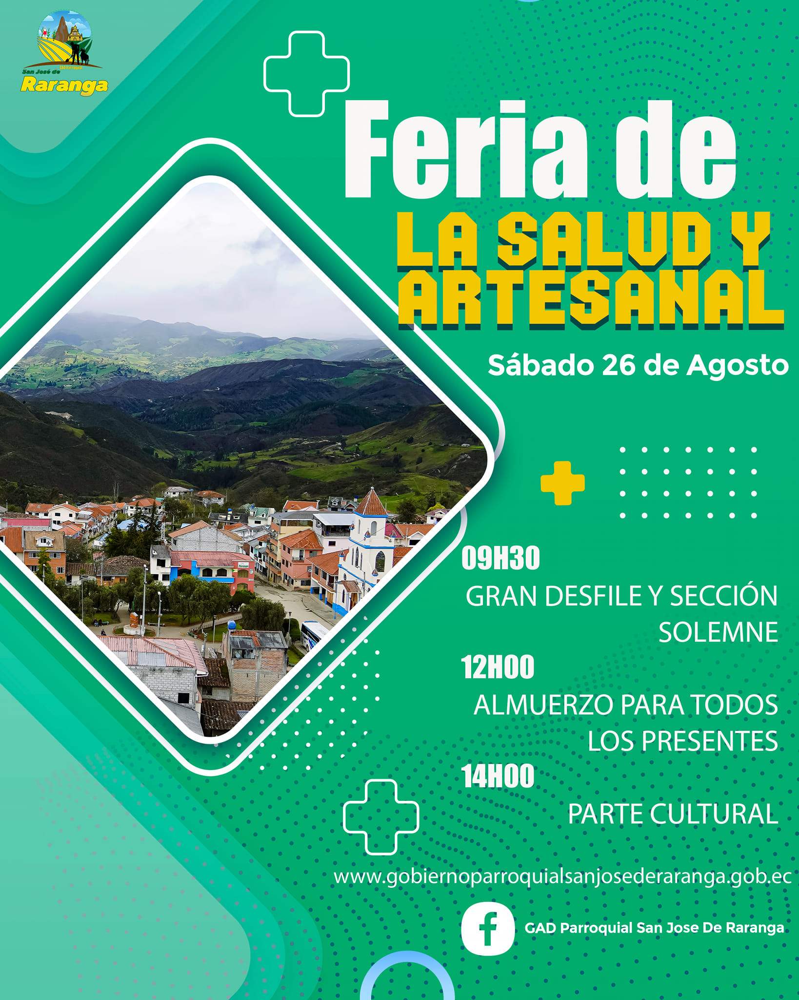 GAD Parroquial
San José de
Raranga
Feria de
LA SALUD Y
ARTESANAL
Sábado 26 de Agosto
09H30
GRAN DESFILE Y SECCIÓN
SOLEMNE
12H00
ALMUERZO PARA TODOS
LOS PRESENTES
14H00
PARTE CULTURAL
www.gobiernoparroquialsanjosederaranga.gob.ec
f GAD Parroquial San Jose De Raranga